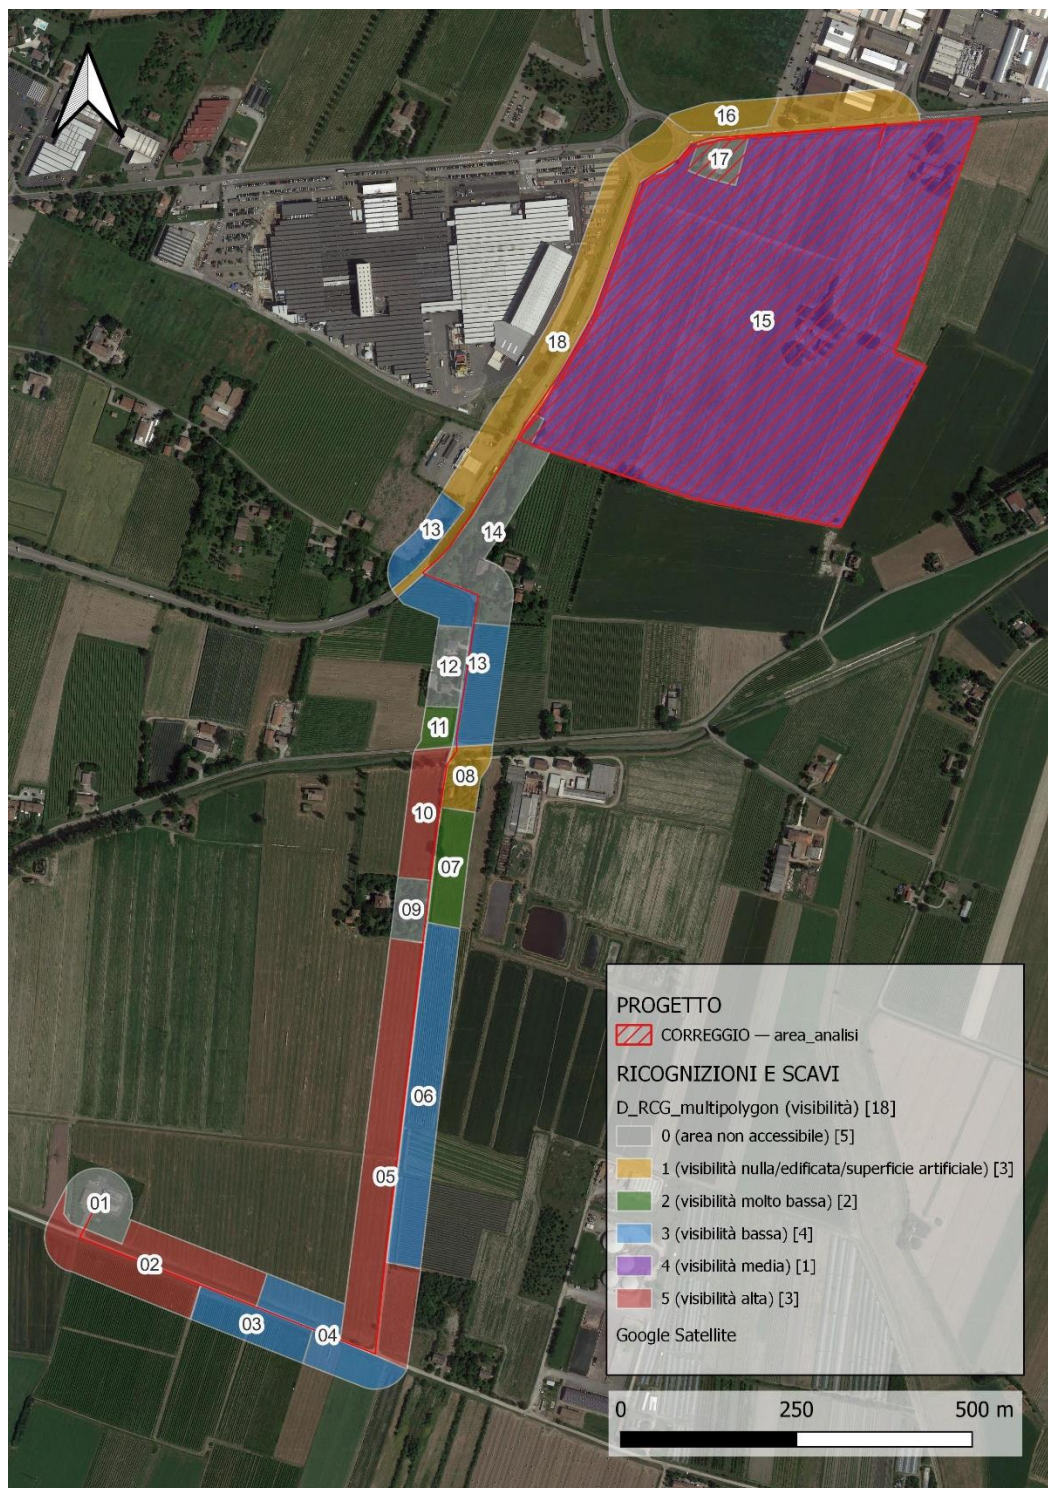 16
17
15
18
13
14
12
13
11
08
10
07
09
06
05
01
02
03
04
PROGETTO
CORREGGIO — area_analisi
RICOGNIZIONI E SCAVI
D_RCG_multipolygon (visibilità) [18]
0 (area non accessibile) [5]
1 (visibilità nulla/edificata/superficie artificiale) [3]
2 (visibilità molto bassa) [2]
3 (visibilità bassa) [4]
4 (visibilità media) [1]
5 (visibilità alta) [3]
Google Satellite
0 250 500 m